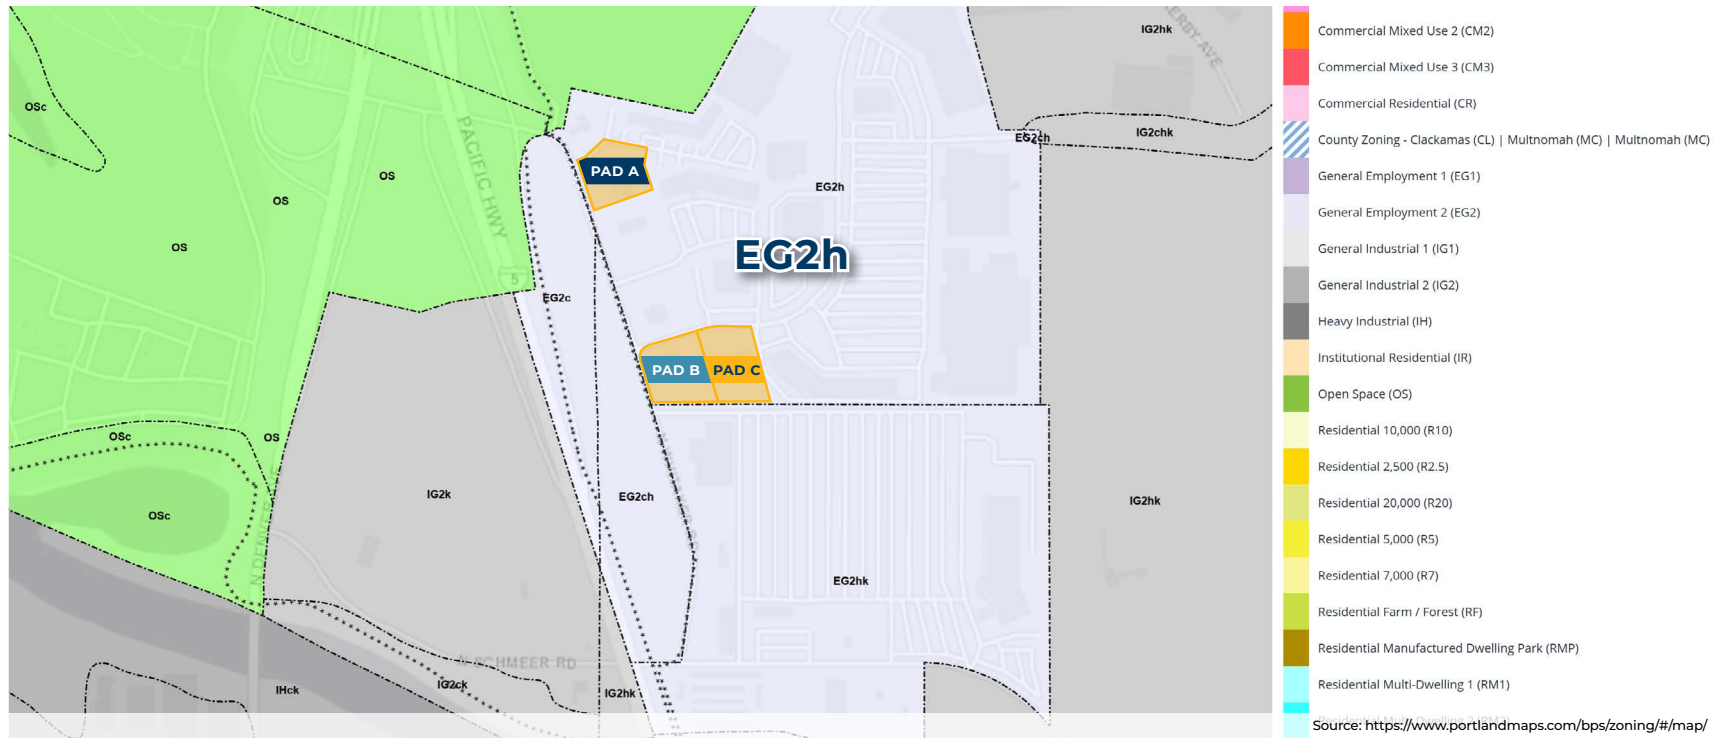 IG2hk
ERBY AVE
OSc
EG2ch
IG2chk
PACIFIC HWY
PAD A
OS
EG2h
OS
EG2h
OS
5
EG2c
PAD B
PAD C
OSc
OS
IG2k
EG2ch
IG2hk
OSc
N DENVER
EG2hk
N SCHMEER RD
IHck
IG2ck
IG2hk
Commercial Mixed Use 2 (CM2)
Commercial Mixed Use 3 (CM3)
Commercial Residential (CR)
County Zoning - Clackamas (CL) | Multnomah (MC) | Multnomah (MC)
General Employment 1 (EG1)
General Employment 2 (EG2)
General Industrial 1 (IG1)
General Industrial 2 (IG2)
Heavy Industrial (IH)
Institutional Residential (IR)
Open Space (OS)
Residential 10,000 (R10)
Residential 2,500 (R2.5)
Residential 20,000 (R20)
Residential 5,000 (R5)
Residential 7,000 (R7)
Residential Farm / Forest (RF)
Residential Manufactured Dwelling Park (RMP)
Residential Multi-Dwelling 1 (RM1)
Source: https://www.portlandmaps.com/bps/zoning/#/map/